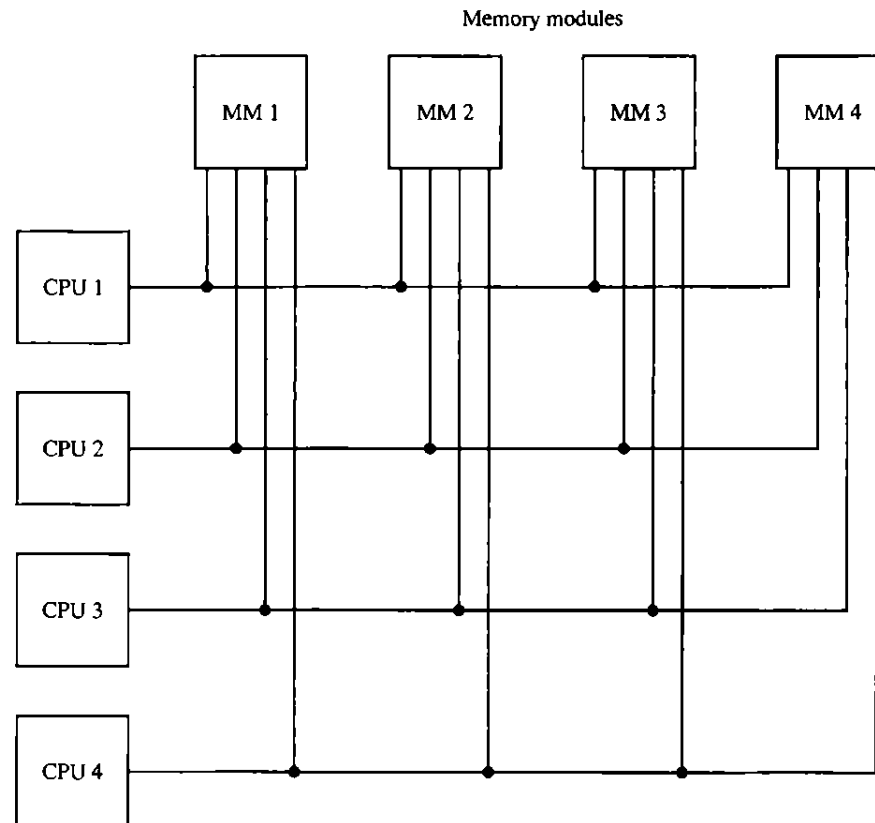 Memory modules
MM 1
MM 2
MM 3
MM 4
CPU 1
CPU 2
CPU 3
CPU 4